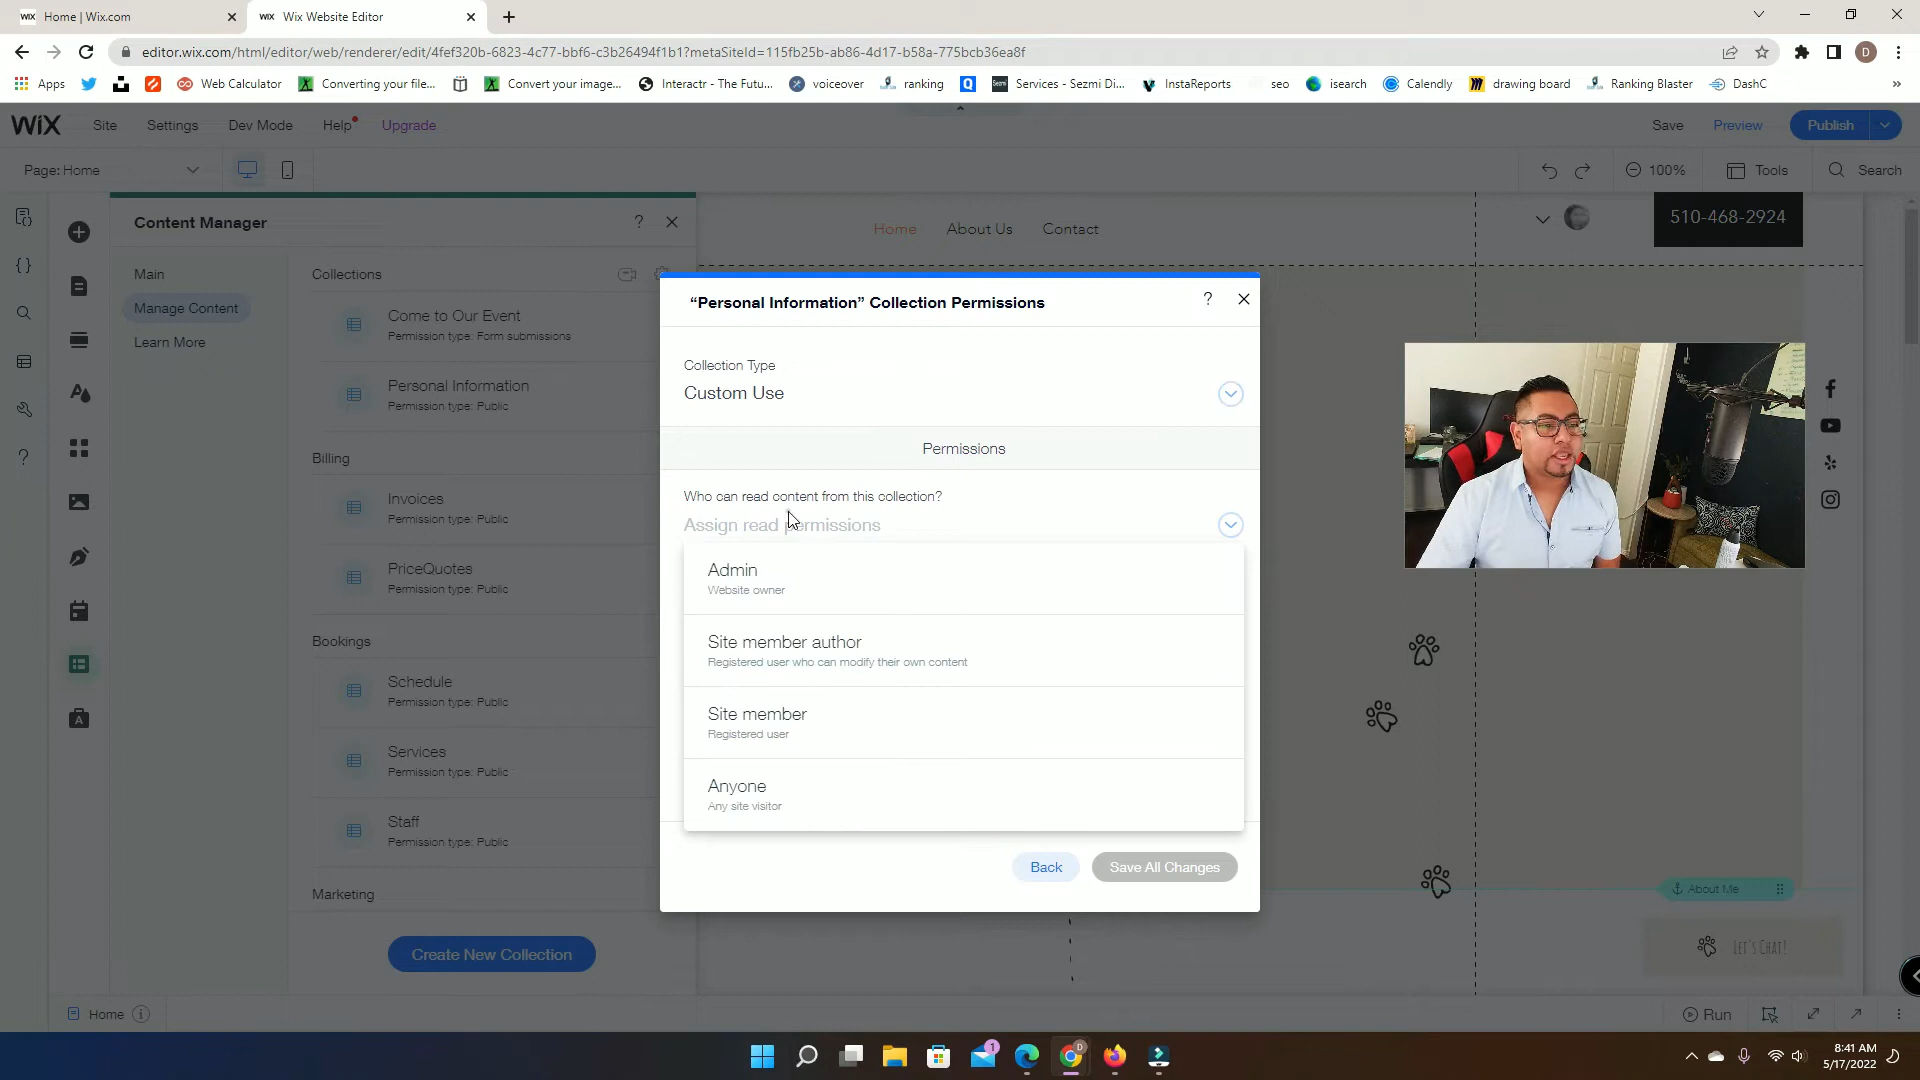 WiX Home | Wix.com
WiX Wix Website Editor
editor.wix.com/html/editor/web/renderer/edit/4fef320b-6823-4c77-bbf6-c3b26494f1b1?metaSiteId=115fb25b-ab86-4d17-b58a-775bcb36ea8f
D
Apps Web Calculator Converting your file... Convert your image... Interactr - The Futu... voiceover ranking Services - Sezmi Di... InstaReports seo isearch Calendly drawing board Ranking Blaster DashC »
WiX Site Settings Dev Mode Help Upgrade Save Preview Publish
Page: Home 100% Tools Search
Content Manager ?
Main
Manage Content
Learn More
Collections
Come to Our Event
Permission type: Form submissions
Personal Information
Permission type: Public
Billing
Invoices
Permission type: Public
PriceQuotes
Permission type: Public
Bookings
Schedule
Permission type: Public
Services
Permission type: Public
Staff
Permission type: Public
Marketing
Create New Collection
Home About Us Contact
510-468-2924
“Personal Information” Collection Permissions ?
Collection Type
Custom Use
Permissions
Who can read content from this collection?
Assign read permissions
Admin
Website owner
Site member author
Registered user who can modify their own content
Site member
Registered user
Anyone
Any site visitor
Back Save All Changes
About Me
Let's Chat!
Home
Run
1
D
8:41 AM
5/17/2022